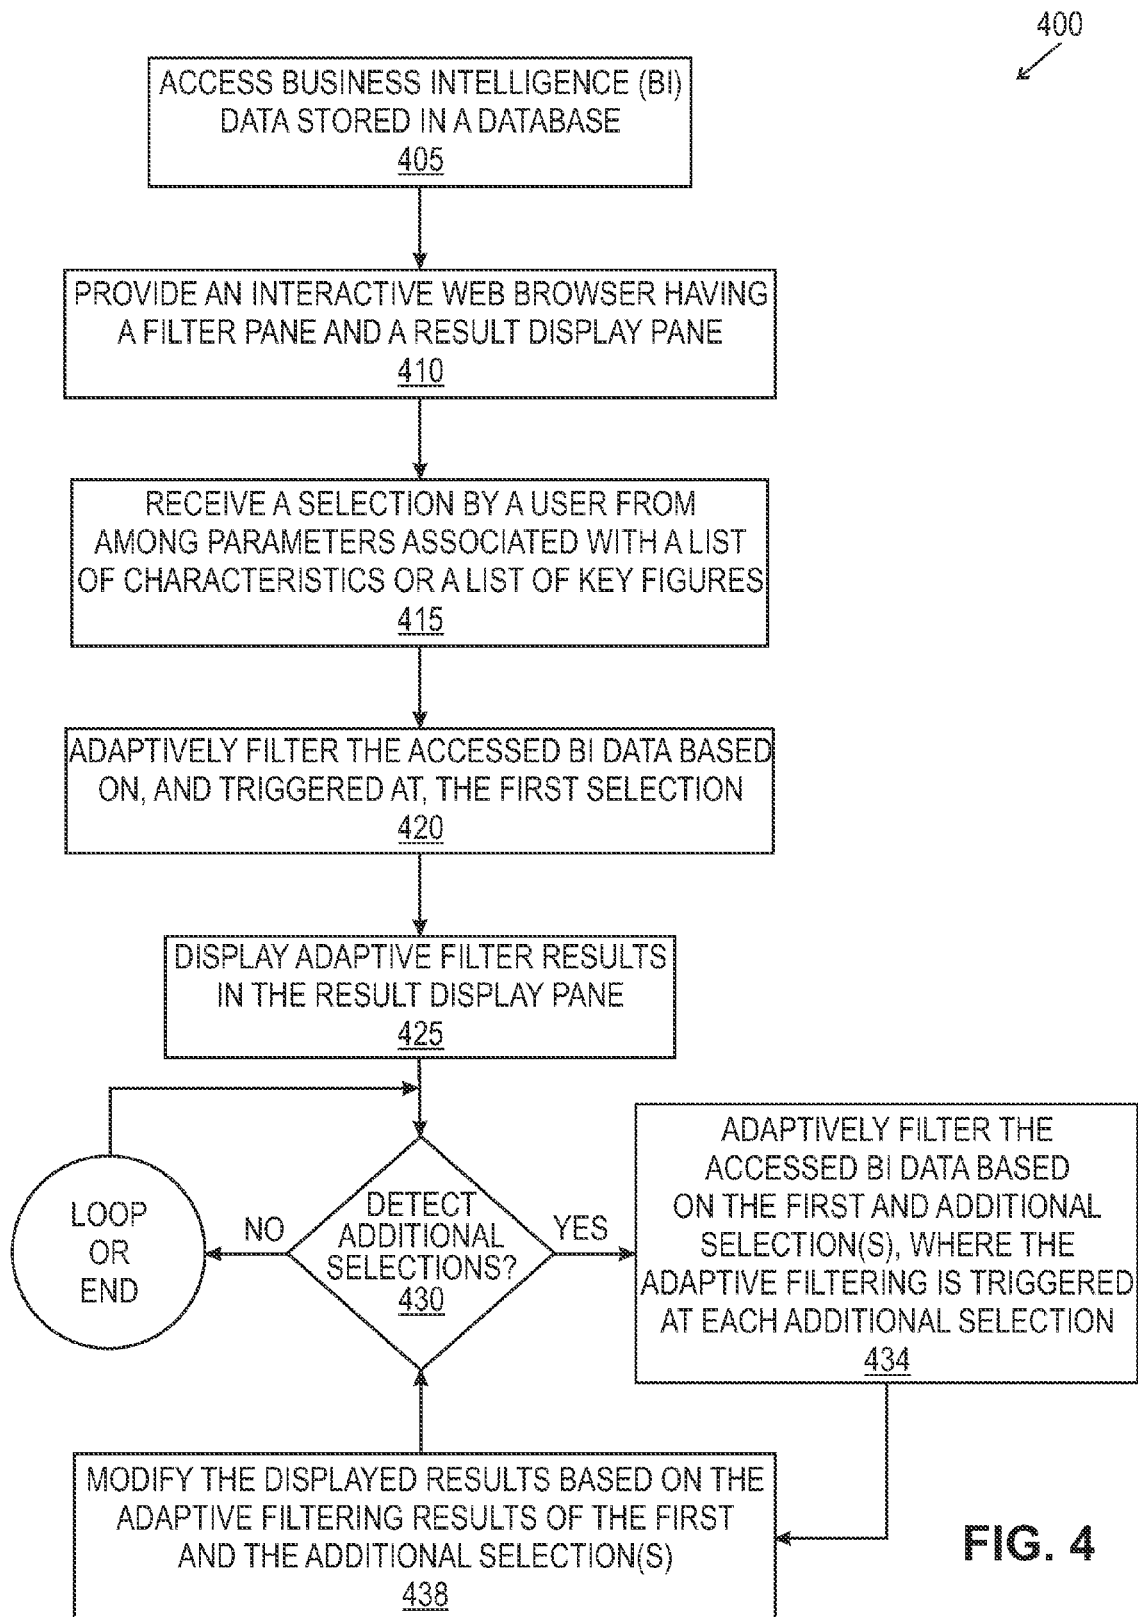 400
ACCESS BUSINESS INTELLIGENCE (BI)
DATA STORED IN A DATABASE
405
PROVIDE AN INTERACTIVE WEB BROWSER HAVING
A FILTER PANE AND A RESULT DISPLAY PANE
410
RECEIVE A SELECTION BY A USER FROM
AMONG PARAMETERS ASSOCIATED WITH A LIST
OF CHARACTERISTICS OR A LIST OF KEY FIGURES
415
ADAPTIVELY FILTER THE ACCESSED BI DATA BASED
ON, AND TRIGGERED AT, THE FIRST SELECTION
420
DISPLAY ADAPTIVE FILTER RESULTS
IN THE RESULT DISPLAY PANE
425
LOOP
OR
END
NO
DETECT
ADDITIONAL
SELECTIONS?
430
YES
ADAPTIVELY FILTER THE
ACCESSED BI DATA BASED
ON THE FIRST AND ADDITIONAL
SELECTION(S), WHERE THE
ADAPTIVE FILTERING IS TRIGGERED
AT EACH ADDITIONAL SELECTION
434
MODIFY THE DISPLAYED RESULTS BASED ON THE
ADAPTIVE FILTERING RESULTS OF THE FIRST
AND THE ADDITIONAL SELECTION(S)
438
FIG. 4